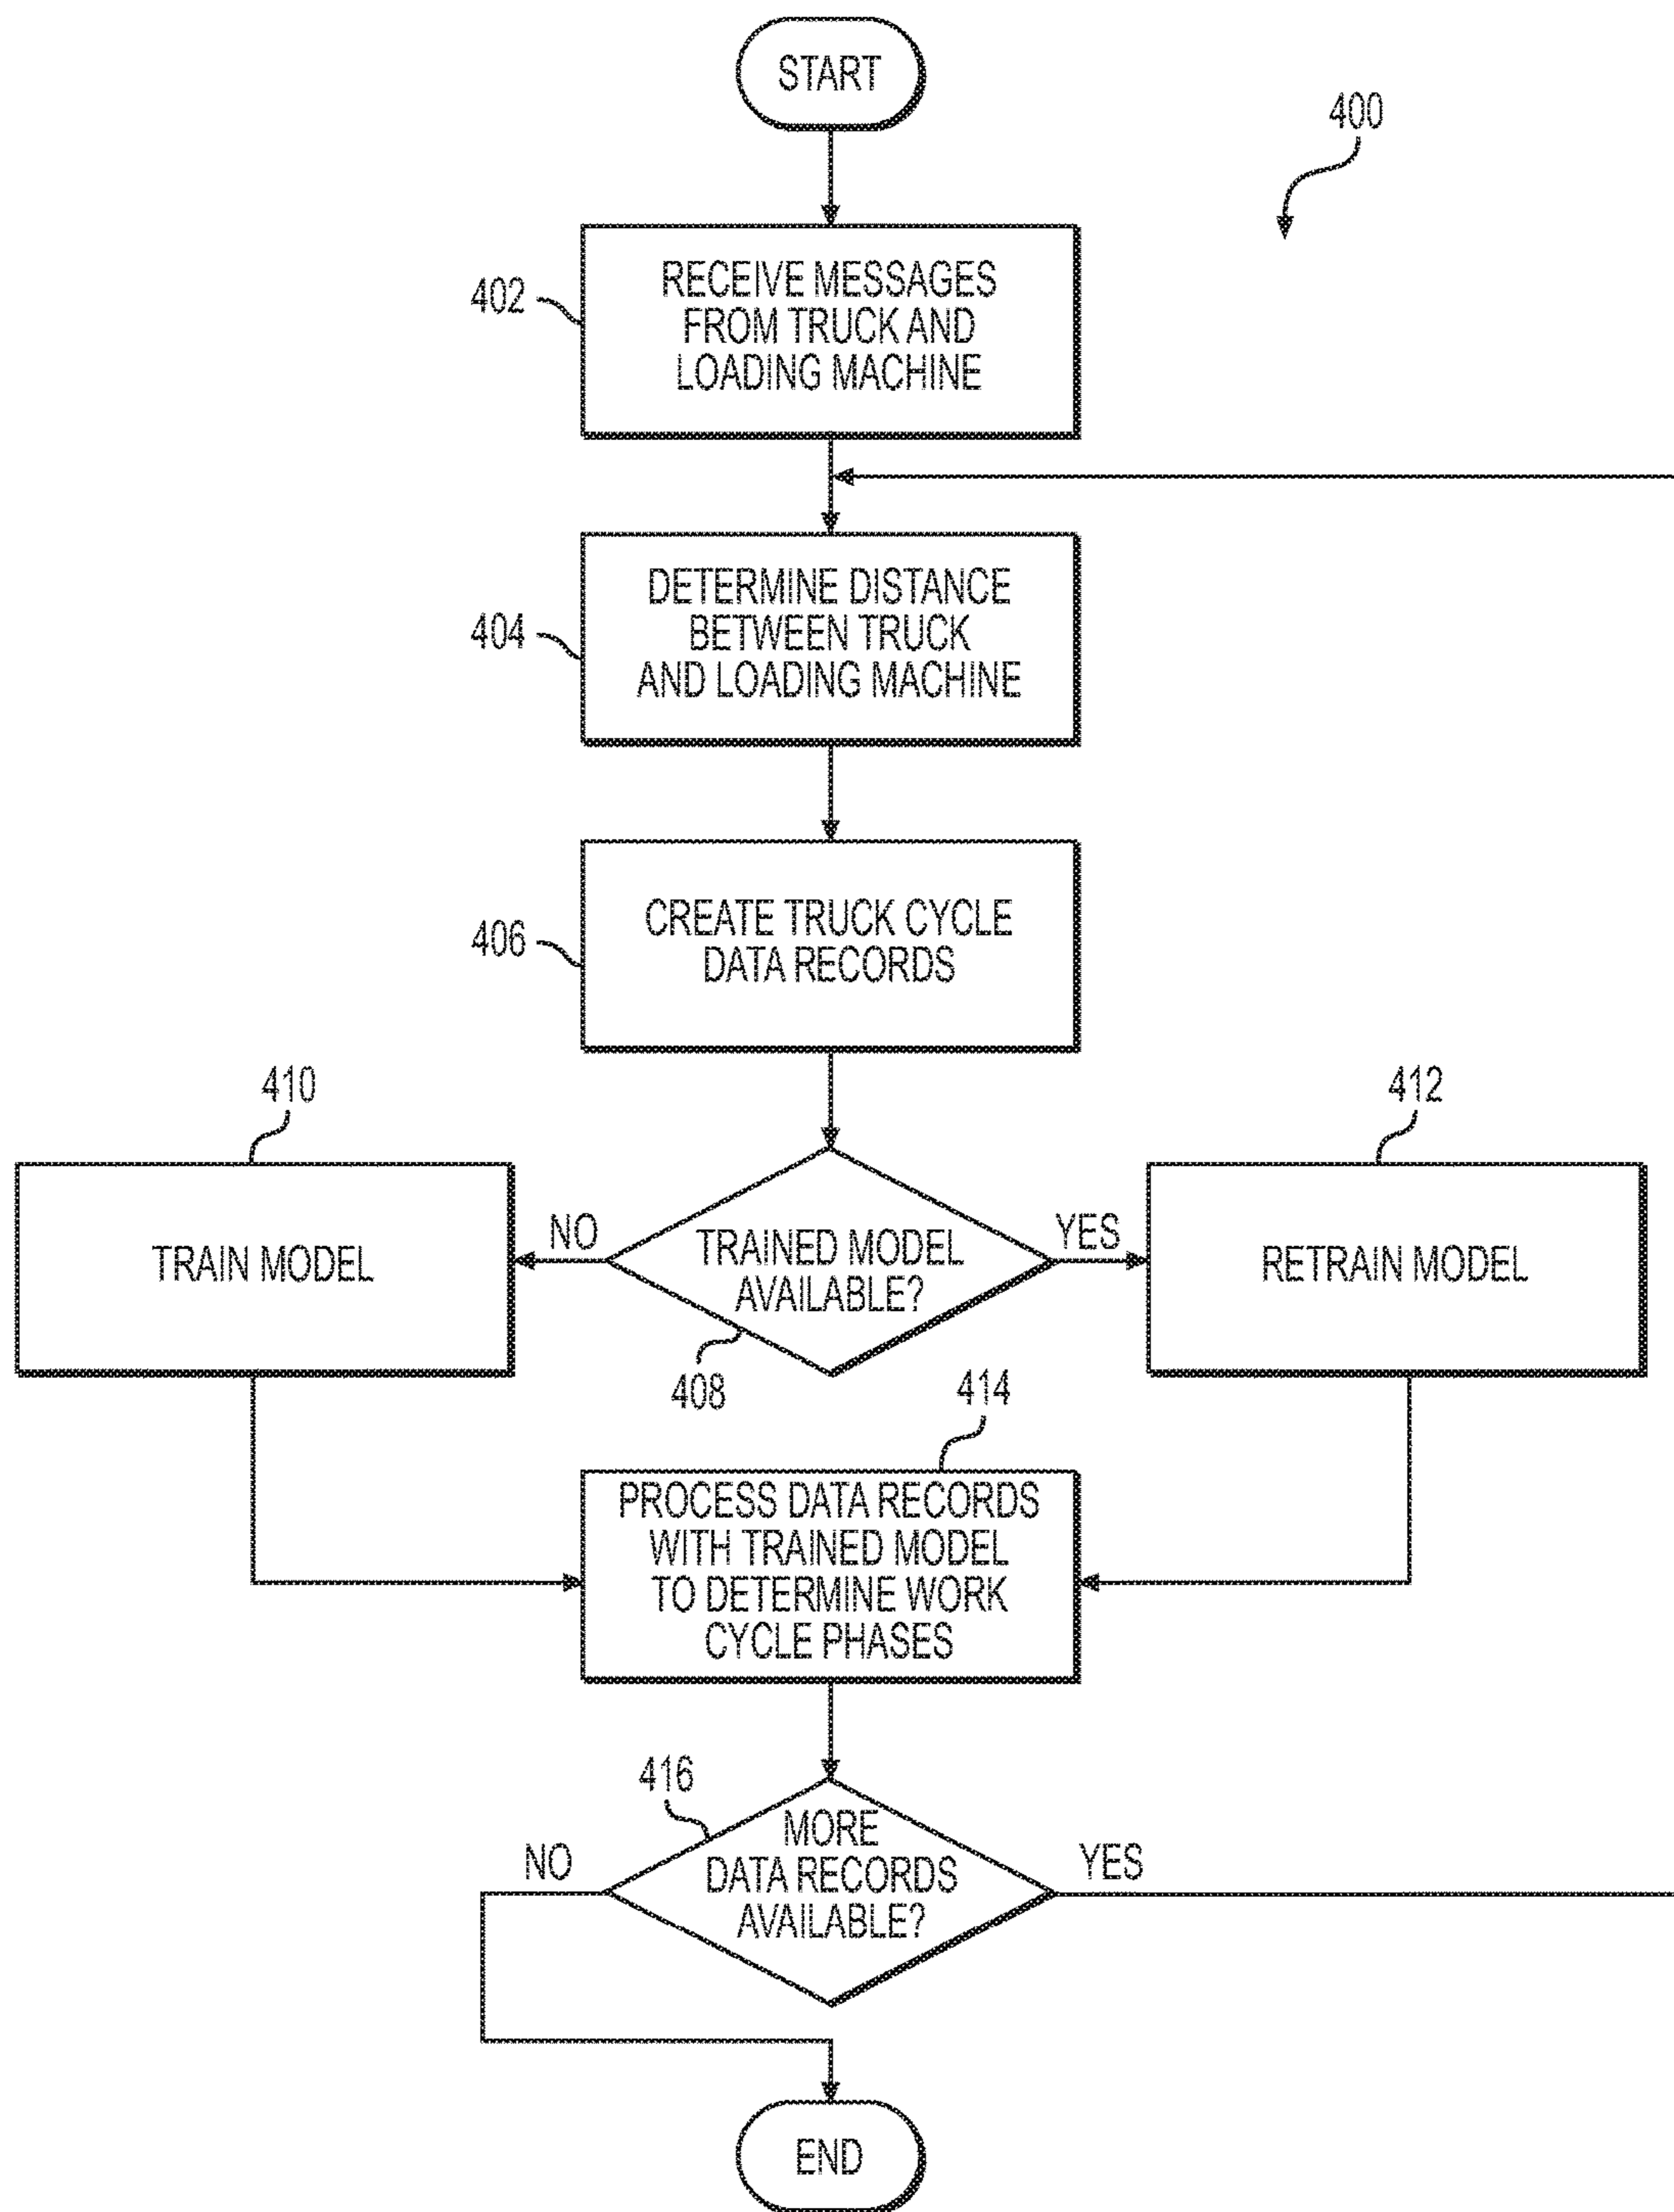 START
400
402
RECEIVE MESSAGES
FROM TRUCK AND
LOADING MACHINE
404
DETERMINE DISTANCE
BETWEEN TRUCK
AND LOADING MACHINE
406
CREATE TRUCK CYCLE
DATA RECORDS
410
412
TRAIN MODEL
NO
TRAINED MODEL
AVAILABLE?
YES
RETRAIN MODEL
408
414
PROCESS DATA RECORDS
WITH TRAINED MODEL
TO DETERMINE WORK
CYCLE PHASES
416
NO
MORE
DATA RECORDS
AVAILABLE?
YES
END